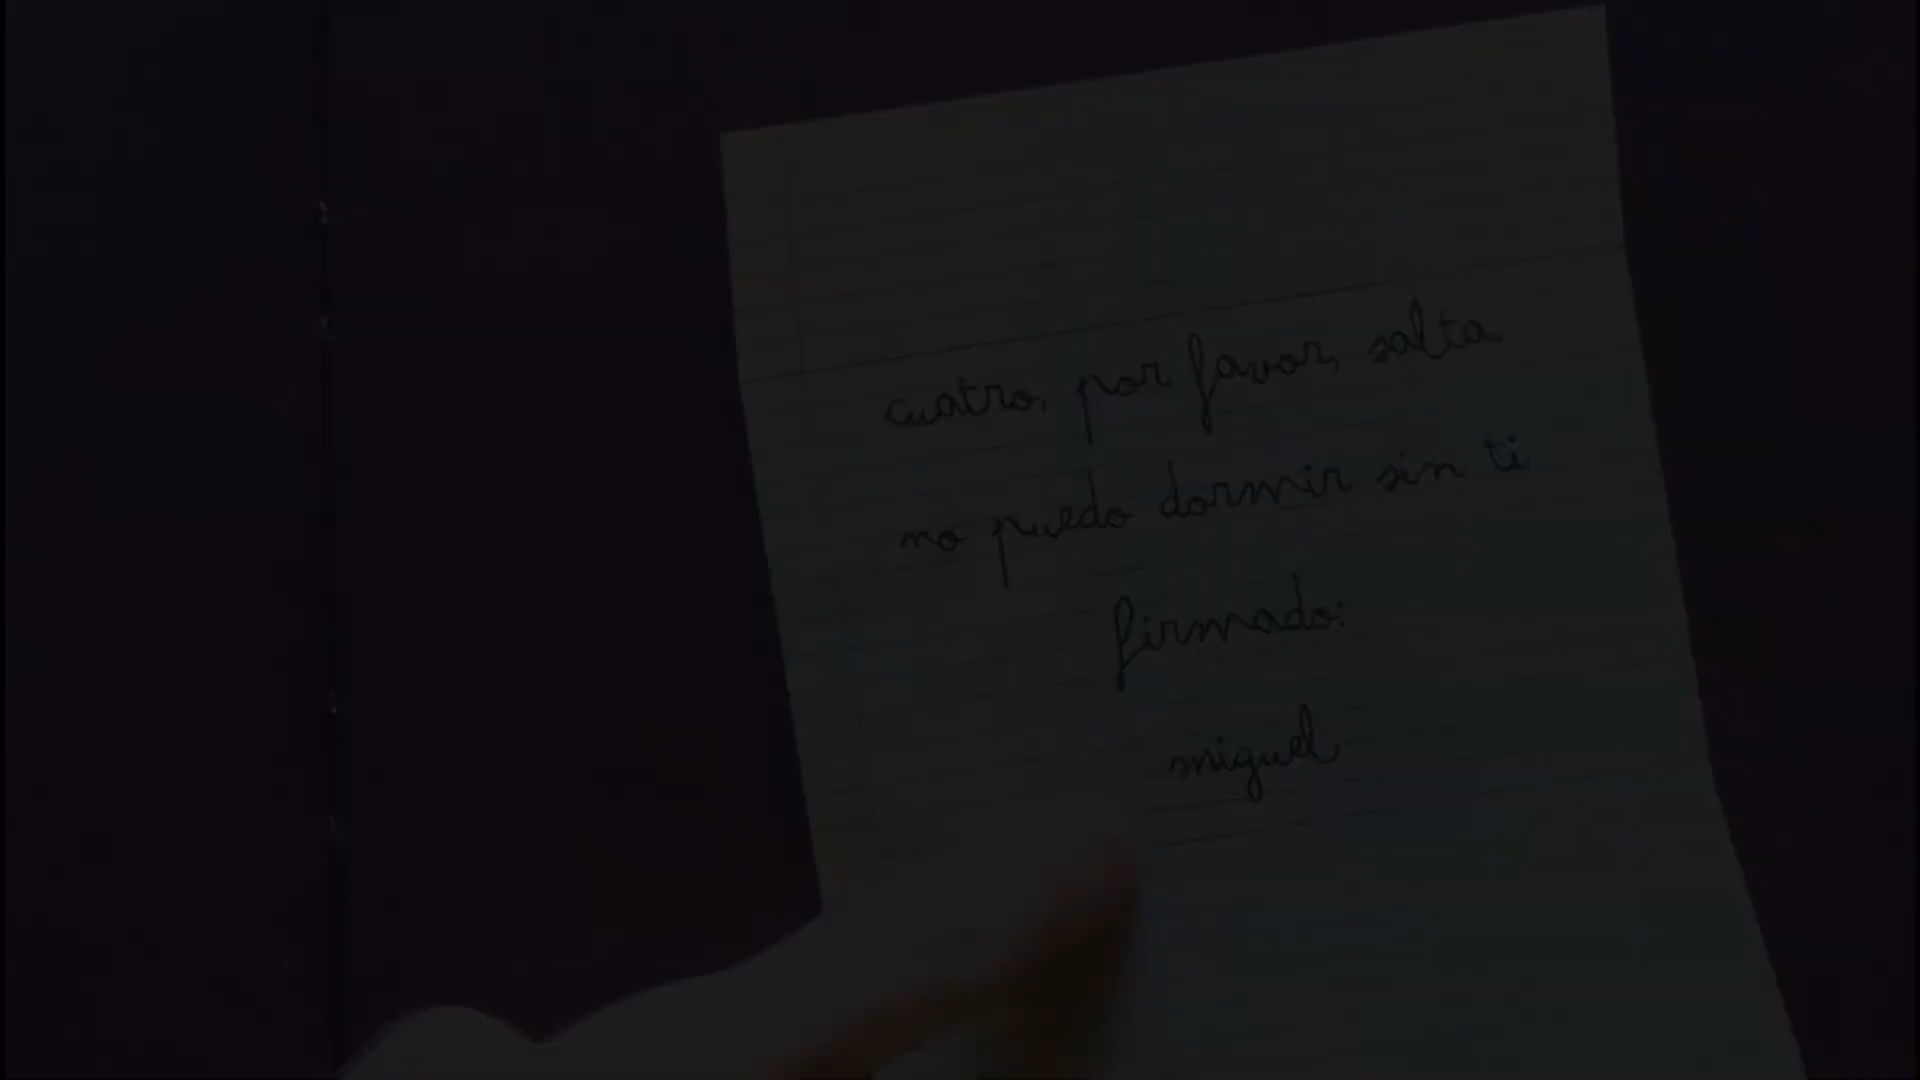 cuatro, por favor, salta
no puedo dormir sin ti
firmado:
miguel